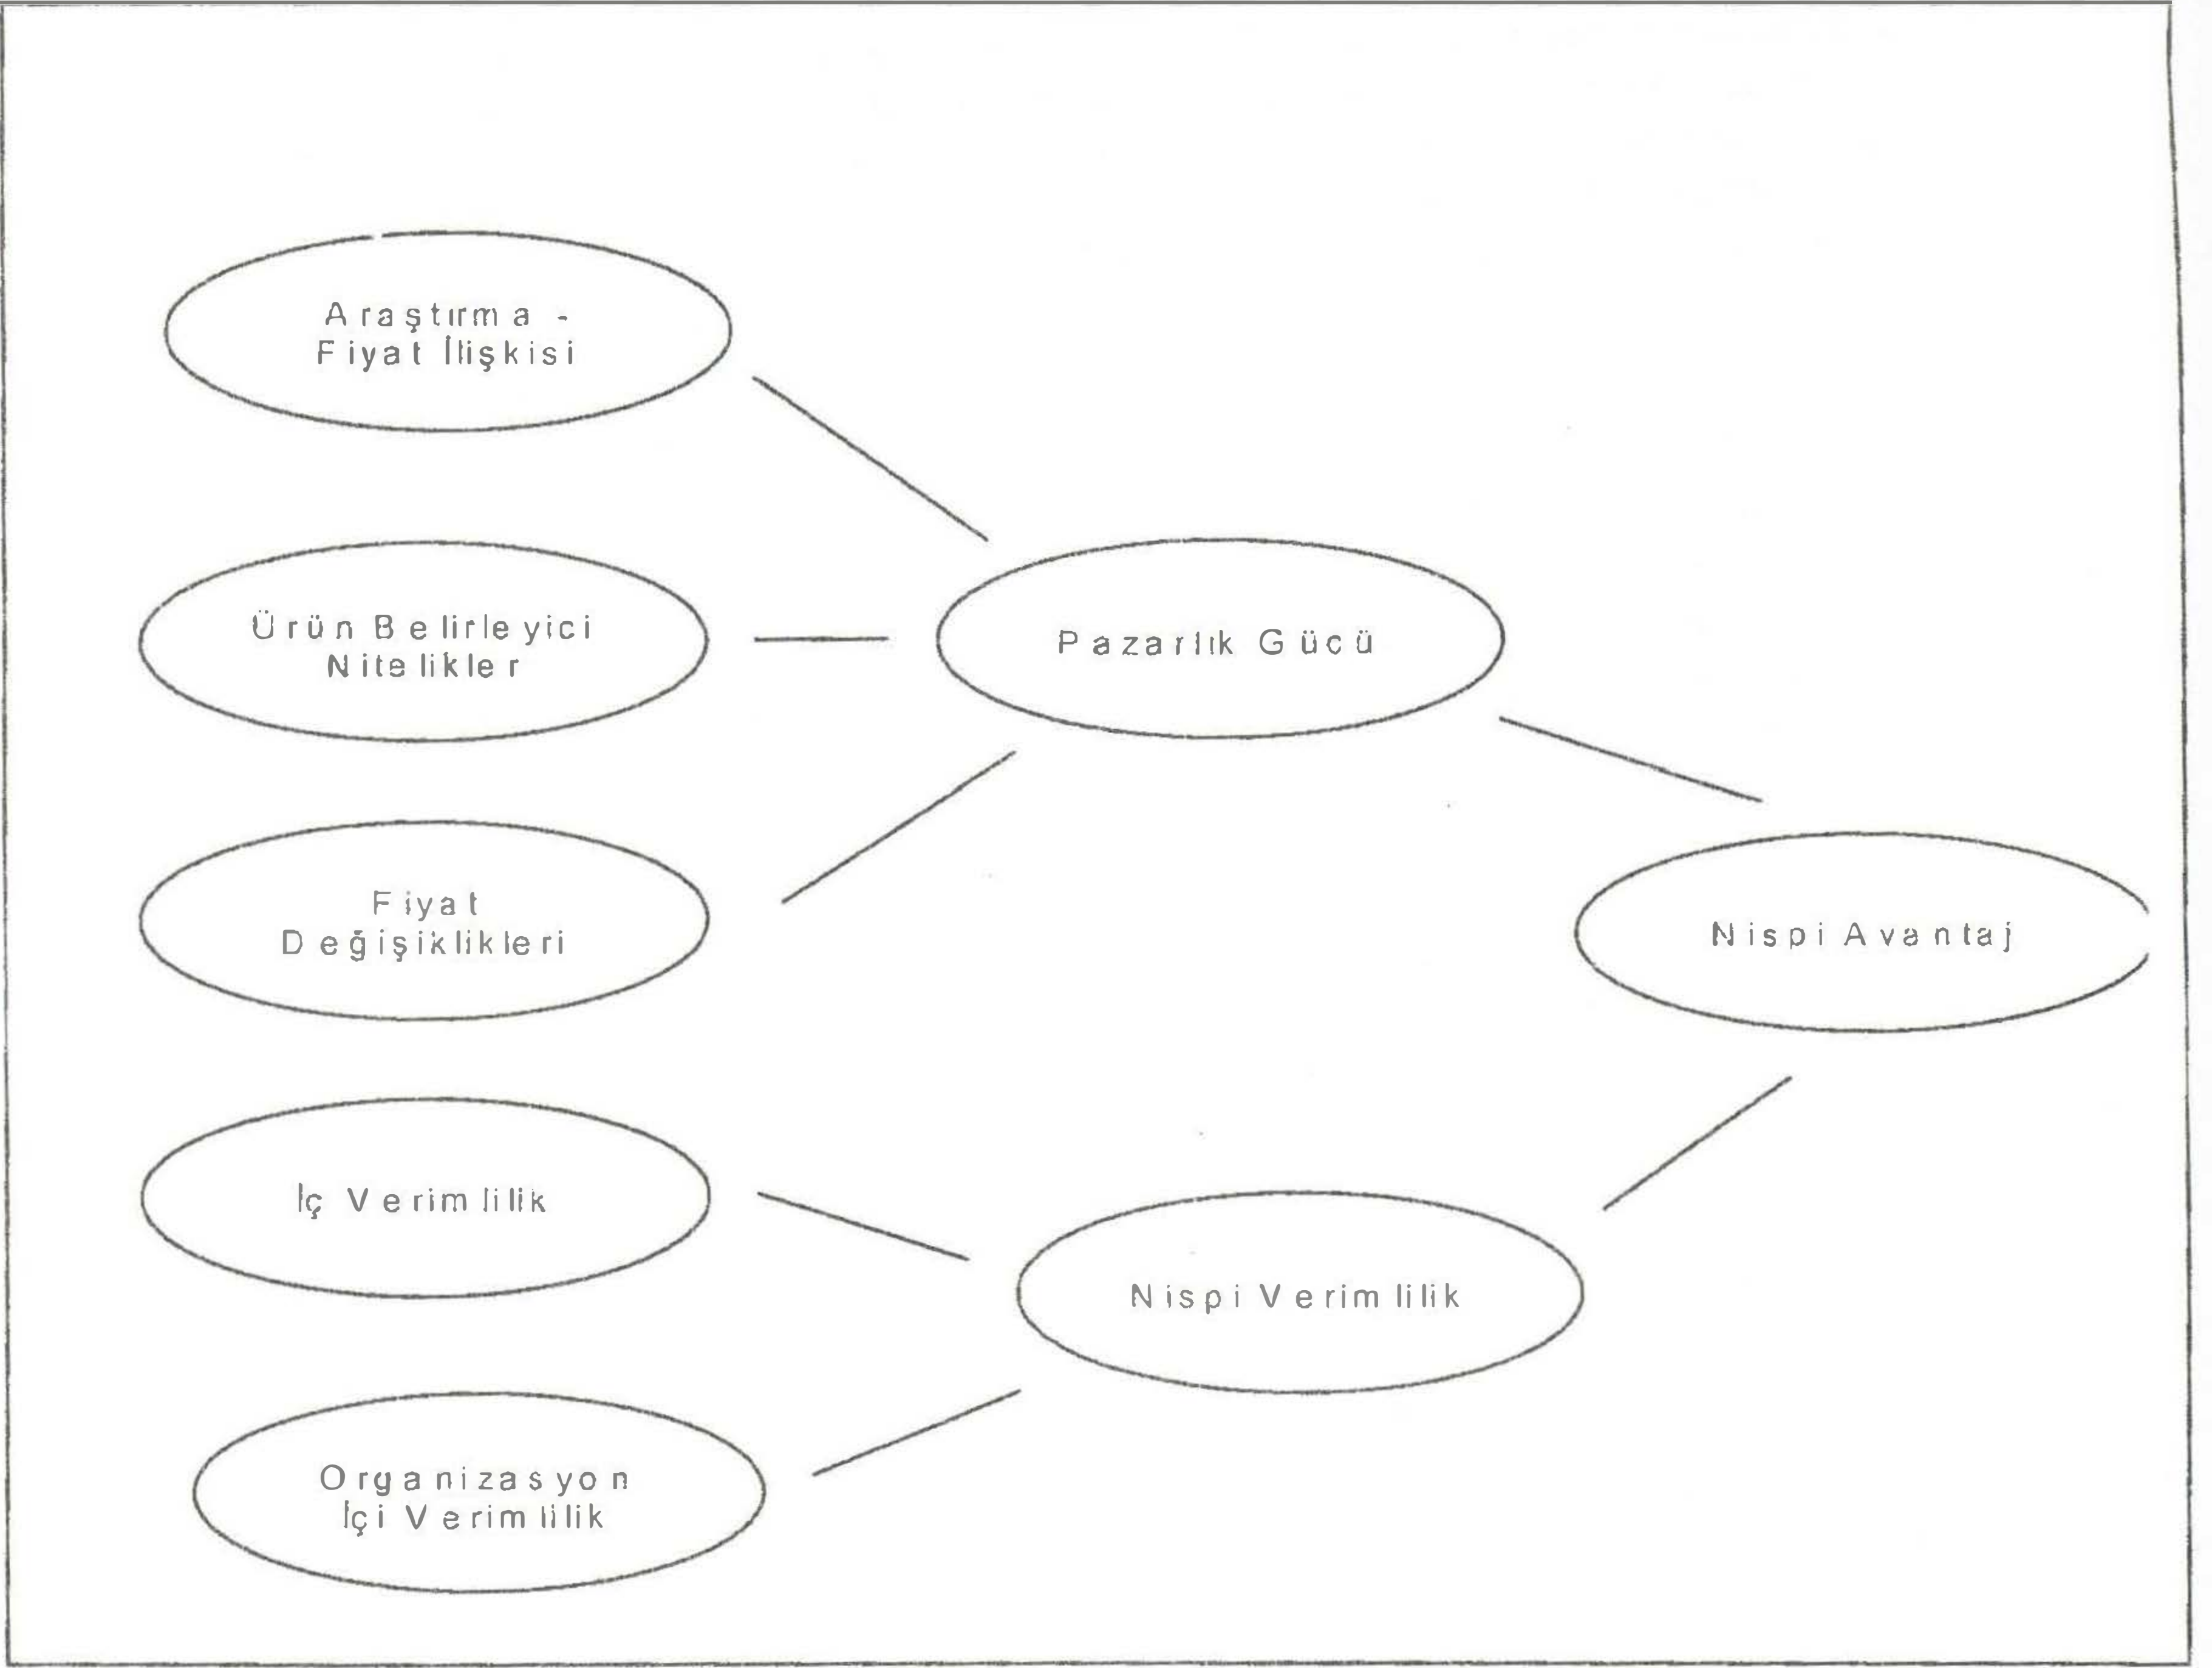 Araştırma -
Fiyat İlişkisi
Ürün Belirleyici
Nitelikler
Pazarlık Gücü
Fiyat
Değişiklikleri
Nispi Avantaj
İç Verimlilik
Nispi Verimlilik
Organizasyon
İçi Verimlilik